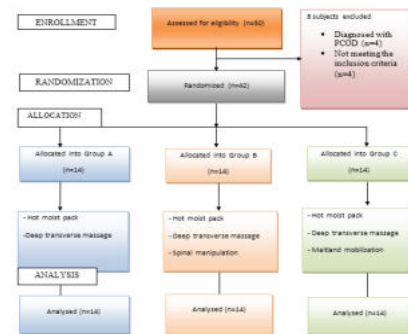 ENROLLMENT
Assessed for eligibility (n=50)
8 subjects excluded
• Diagnosed with
PCOD (n=4)
• Not meeting the
inclusion criteria
(n=4)
RANDOMIZATION
Randomized (n=42)
ALLOCATION
Allocated into Group A
(n=14)
Allocated into Group B
(n=14)
Allocated into Group C
(n=14)
- Hot moist pack
-Deep transverse massage
- Hot moist pack
- Deep transverse massage
- Spinal manipulation
- Hot moist pack
- Deep transverse massage
- Maitland mobilization
ANALYSIS
Analysed (n=14)
Analysed (n=14)
Analysed (n=14)